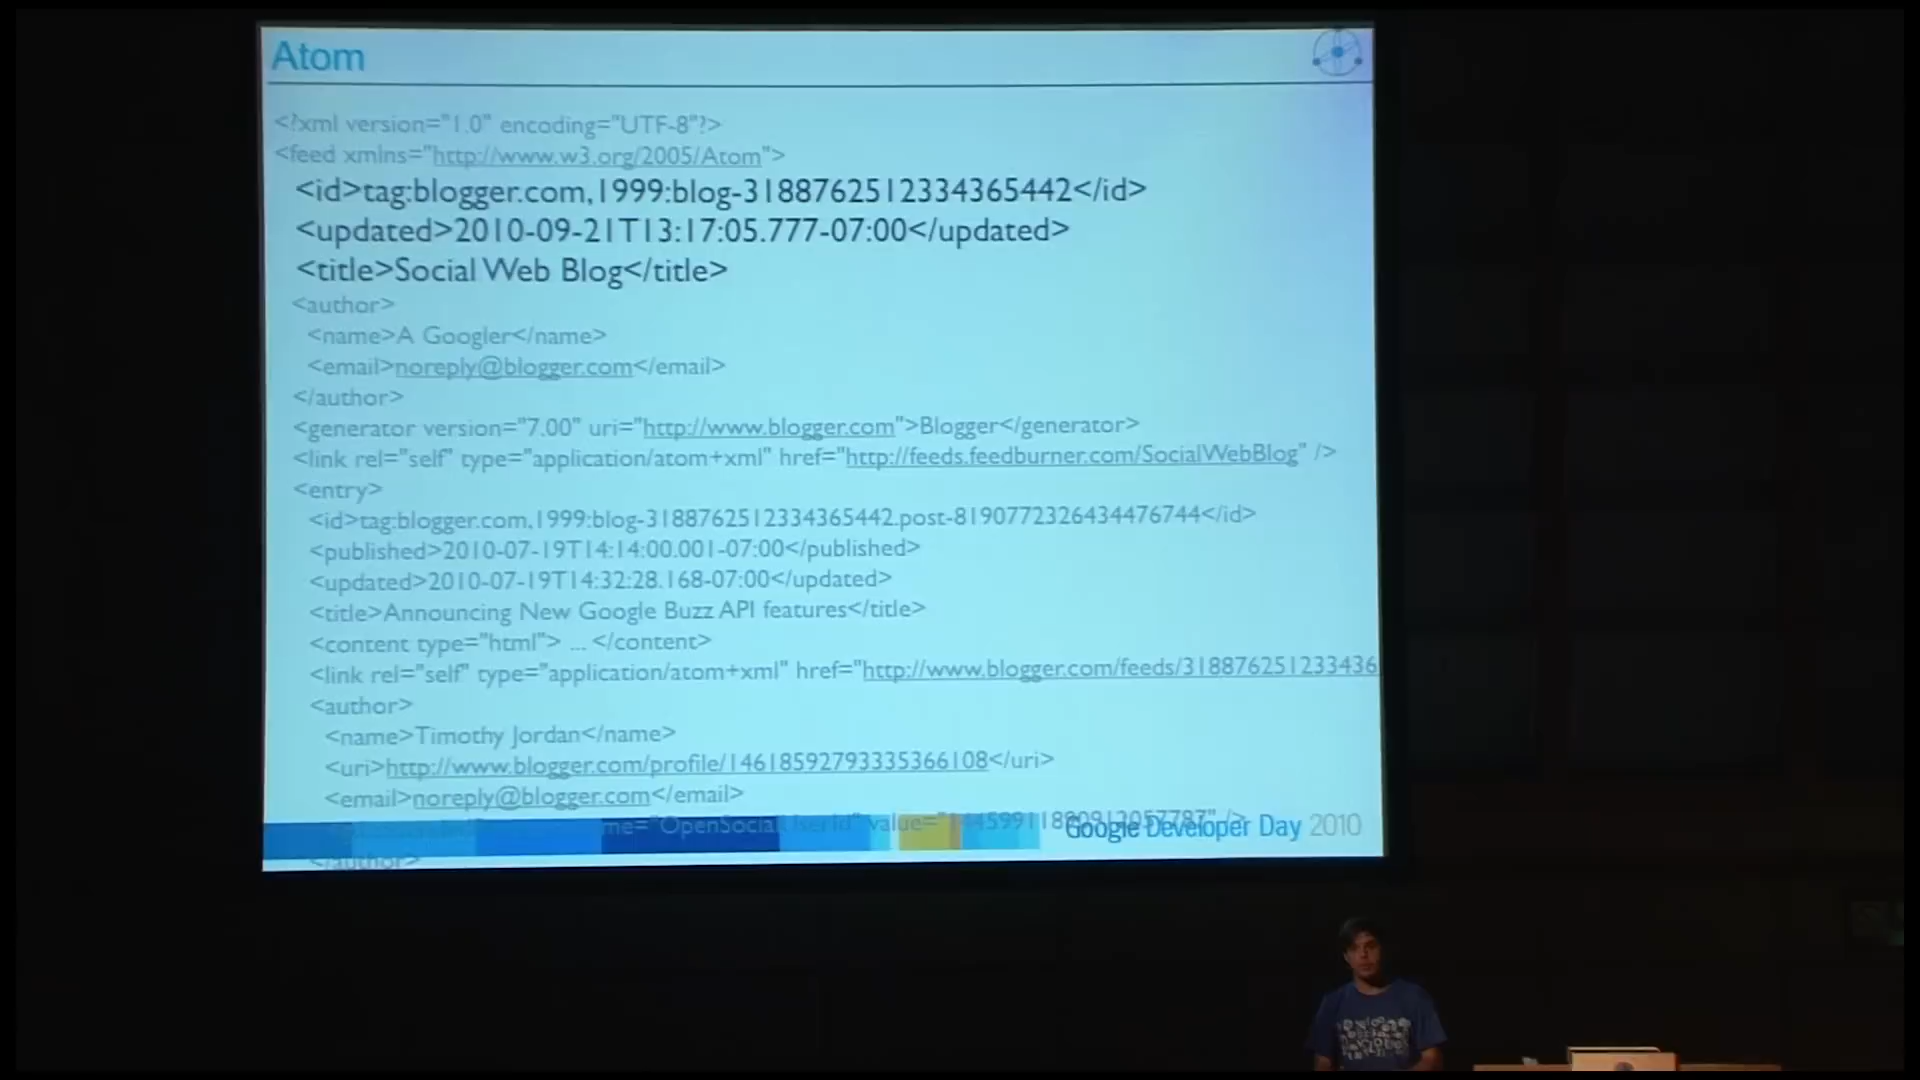 Atom
<?xml version="1.0" encoding="UTF-8"?>
<feed xmlns="http://www.w3.org/2005/Atom">
<id>tag:blogger.com,1999:blog-3188762512334365442</id>
<updated>2010-09-21T13:17:05.777-07:00</updated>
<title>Social Web Blog</title>
<author>
<name>A Googler</name>
<email>noreply@blogger.com</email>
</author>
<generator version="7.00" uri="http://www.blogger.com">Blogger</generator>
<link rel="self" type="application/atom+xml" href="http://feeds.feedburner.com/SocialWebBlog" />
<entry>
<id>tag:blogger.com,1999:blog-3188762512334365442.post-8190772326434476744</id>
<published>2010-07-19T14:14:00.001-07:00</published>
<updated>2010-07-19T14:32:28.168-07:00</updated>
<title>Announcing New Google Buzz API features</title>
<content type="html"> ... </content>
<link rel="self" type="application/atom+xml" href="http://www.blogger.com/feeds/318876251233436
<author>
<name>Timothy Jordan</name>
<uri>http://www.blogger.com/profile/14618592793335366108</uri>
<email>noreply@blogger.com</email>
me="OpenSocialUserId" value="
Google Developer Day 2010
</author>